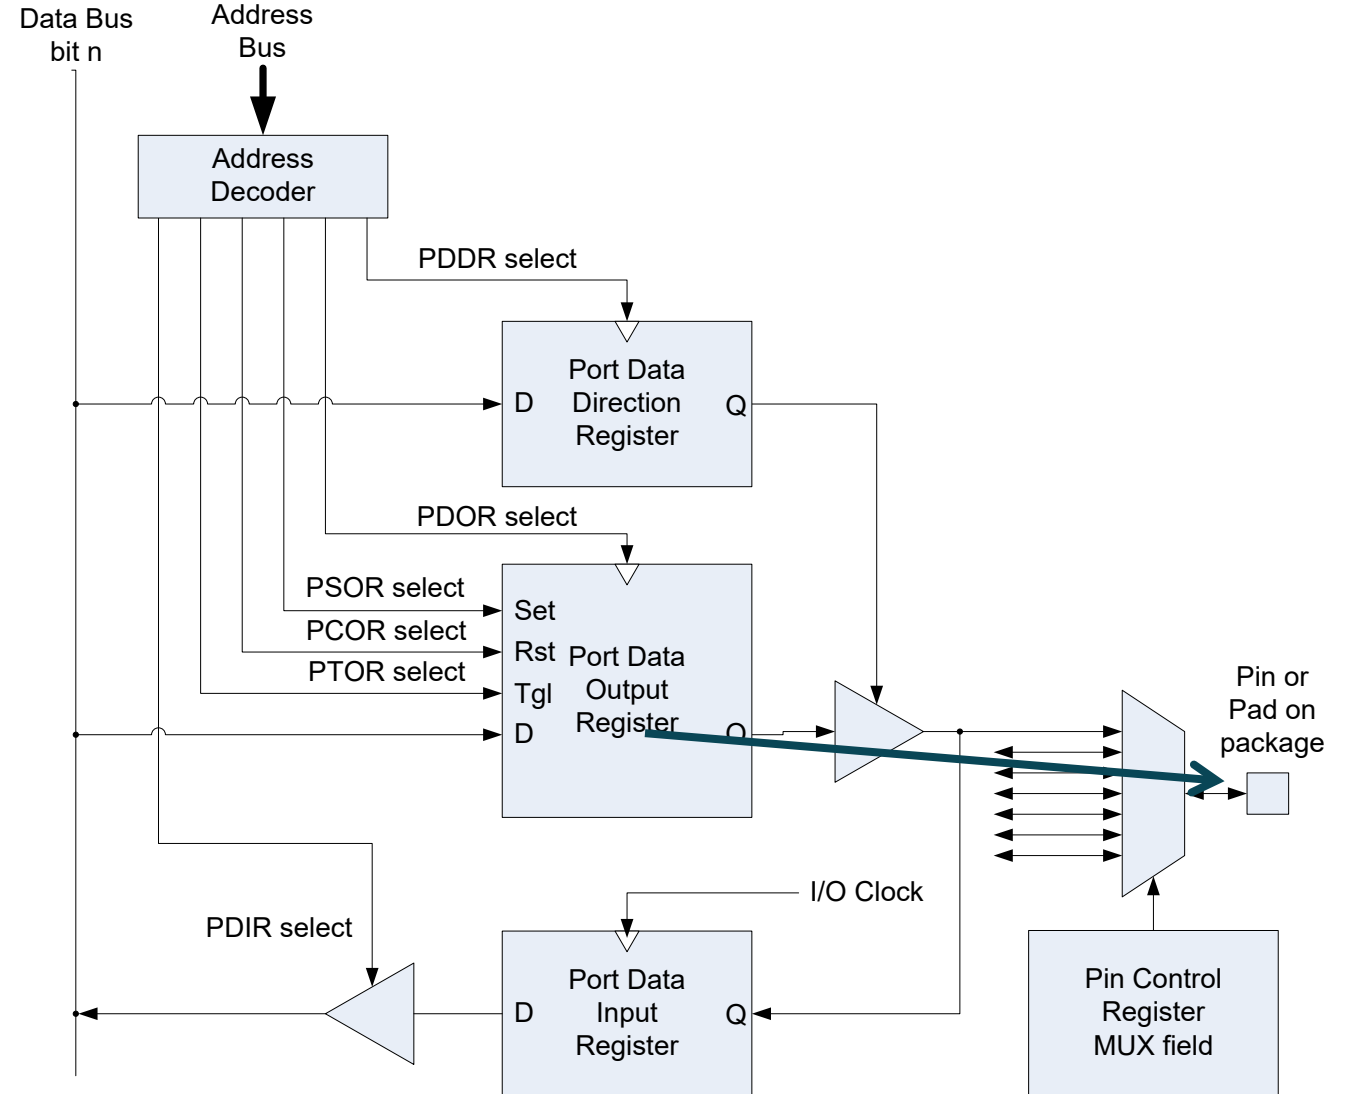 Data Bus
bit n
Address
Bus
Address
Decoder
PDDR select
Port Data
Direction
Register
D
Q
PDOR select
PSOR select
PCOR select
PTOR select
Set
Rst
Tgl
D
Port Data
Output
Register
Q
Pin or
Pad on
package
I/O Clock
PDIR select
Port Data
Input
Register
D
Q
Pin Control
Register
MUX field